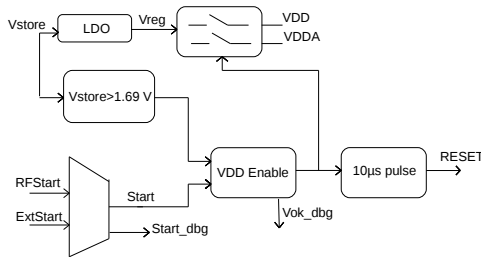 Vstore
LDO
Vreg
VDD
VDDA
Vstore>1.69 V
RFStart
ExtStart
Start
Start_dbg
VDD Enable
Vok_dbg
10µs pulse
RESET